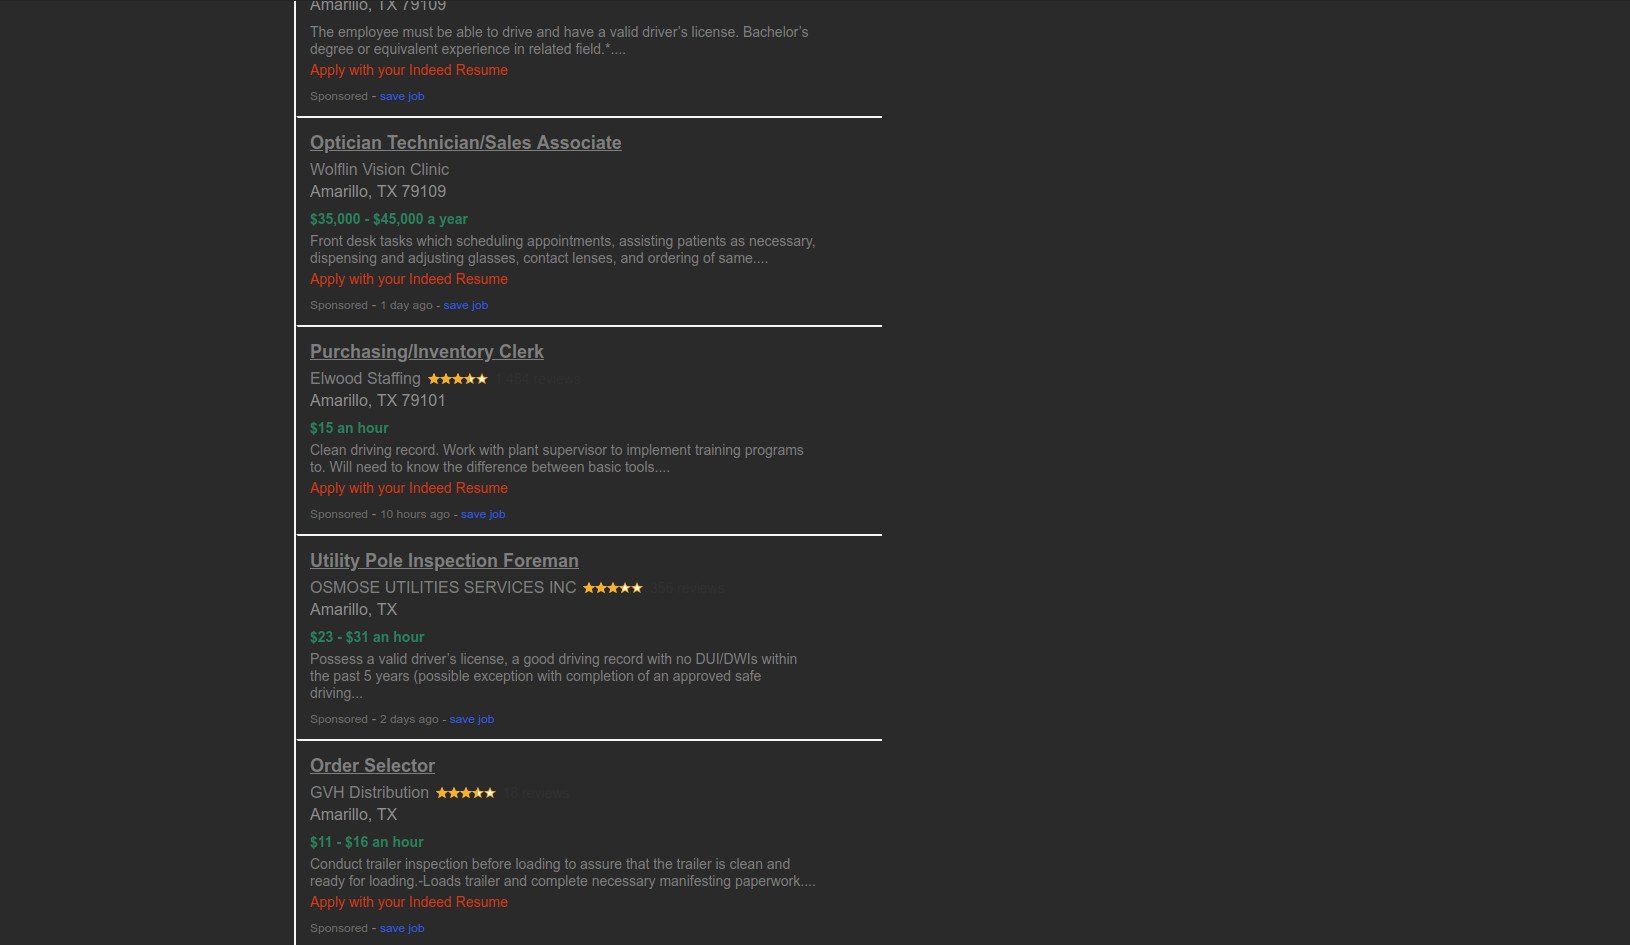 Amarillo, TX 79109
The employee must be able to drive and have a valid driver’s license. Bachelor’s
degree or equivalent experience in related field.*....
Apply with your Indeed Resume
Sponsored - save job
Optician Technician/Sales Associate
Wolflin Vision Clinic
Amarillo, TX 79109
$35,000 - $45,000 a year
Front desk tasks which scheduling appointments, assisting patients as necessary,
dispensing and adjusting glasses, contact lenses, and ordering of same....
Apply with your Indeed Resume
Sponsored - 1 day ago - save job
Purchasing/Inventory Clerk
Elwood Staffing 1,464 reviews
Amarillo, TX 79101
$15 an hour
Clean driving record. Work with plant supervisor to implement training programs
to. Will need to know the difference between basic tools....
Apply with your Indeed Resume
Sponsored - 10 hours ago - save job
Utility Pole Inspection Foreman
OSMOSE UTILITIES SERVICES INC 356 reviews
Amarillo, TX
$23 - $31 an hour
Possess a valid driver’s license, a good driving record with no DUI/DWIs within
the past 5 years (possible exception with completion of an approved safe
driving...
Sponsored - 2 days ago - save job
Order Selector
GVH Distribution 18 reviews
Amarillo, TX
$11 - $16 an hour
Conduct trailer inspection before loading to assure that the trailer is clean and
ready for loading.-Loads trailer and complete necessary manifesting paperwork....
Apply with your Indeed Resume
Sponsored - save job